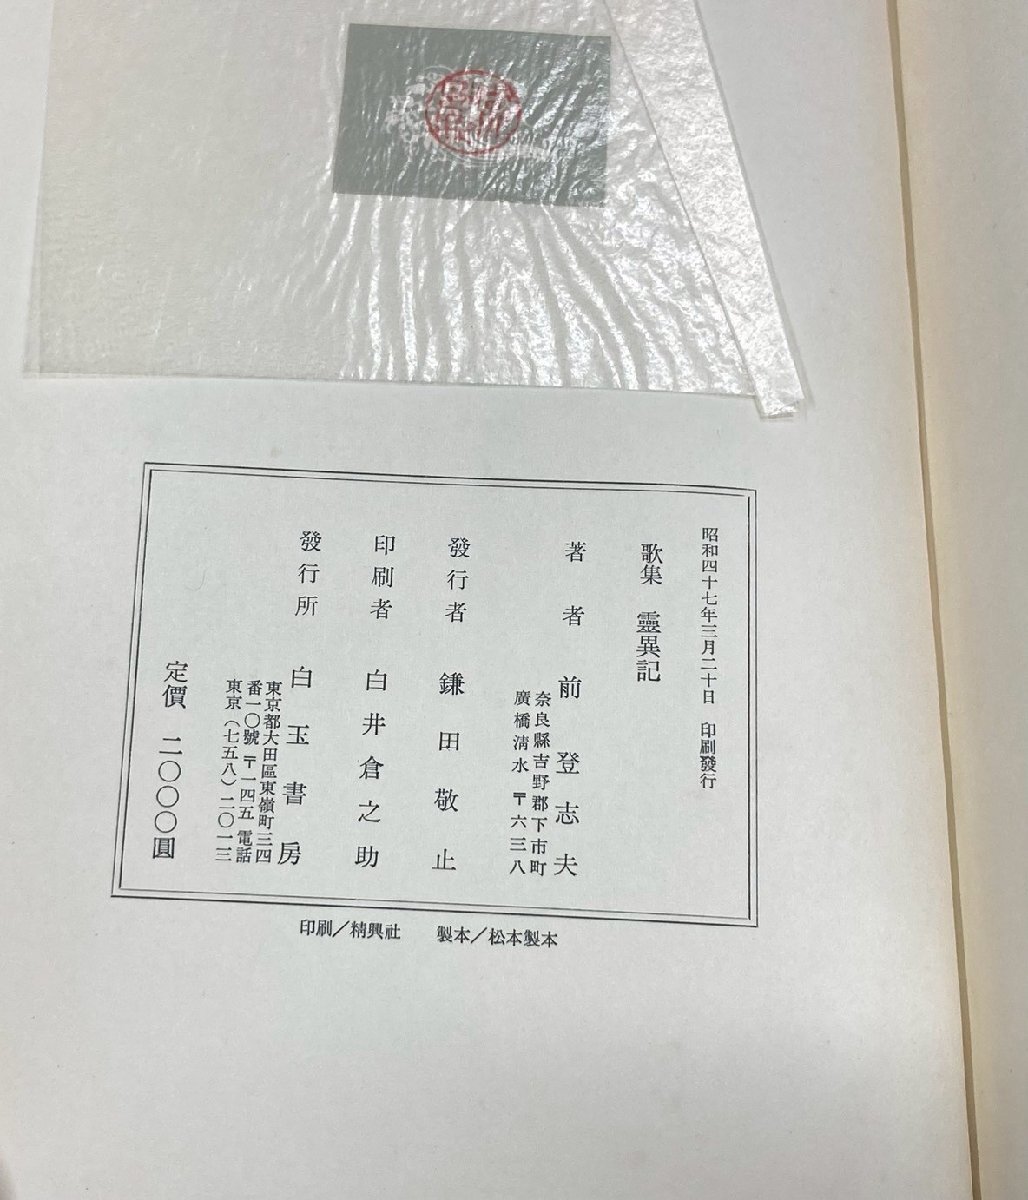 昭和四十七年三月二十日　印刷發行
歌集　靈異記
著者　前登志夫
奈良縣吉野郡下市町
廣橋清水　〒六三八
發行者　鎌田敬止
印刷者　白井倉之助
發行所　白玉書房
東京都大田區東嶺町三四
番一〇號〒一四五 電話
東京（七五八）二〇一三
定價　二〇〇〇圓
印刷／精興社　製本／松本製本